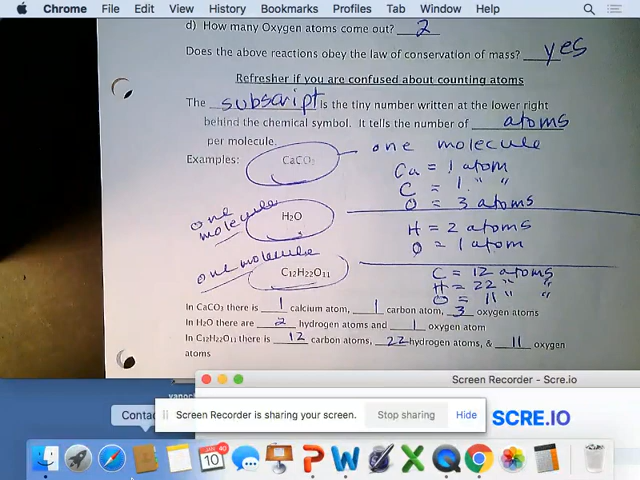 Chrome File Edit View History Bookmarks Profiles Tab Window Help
d) How many Oxygen atoms come out? 2
Does the above reactions obey the law of conservation of mass? yes
Refresher if you are confused about counting atoms
The subscript is the tiny number written at the lower right
behind the chemical symbol. It tells the number of atoms
per molecule.
one molecule
Examples: CaCO3
Ca = 1 atom
C = 1 " "
O = 3 atoms
one molecule
H2O
H = 2 atoms
O = 1 atom
one molecule
C12H22O11
C = 12 atoms
H = 22 " "
O = 11 " "
In CaCO3 there is 1 calcium atom, 1 carbon atom, 3 oxygen atoms
In H2O there are 2 hydrogen atoms and 1 oxygen atom
In C12H22O11 there is 12 carbon atoms, 22 hydrogen atoms, & 11 oxygen
atoms
Screen Recorder - Scre.io
Conta
Screen Recorder is sharing your screen. Stop sharing Hide
SCRE.IO
JAN
10